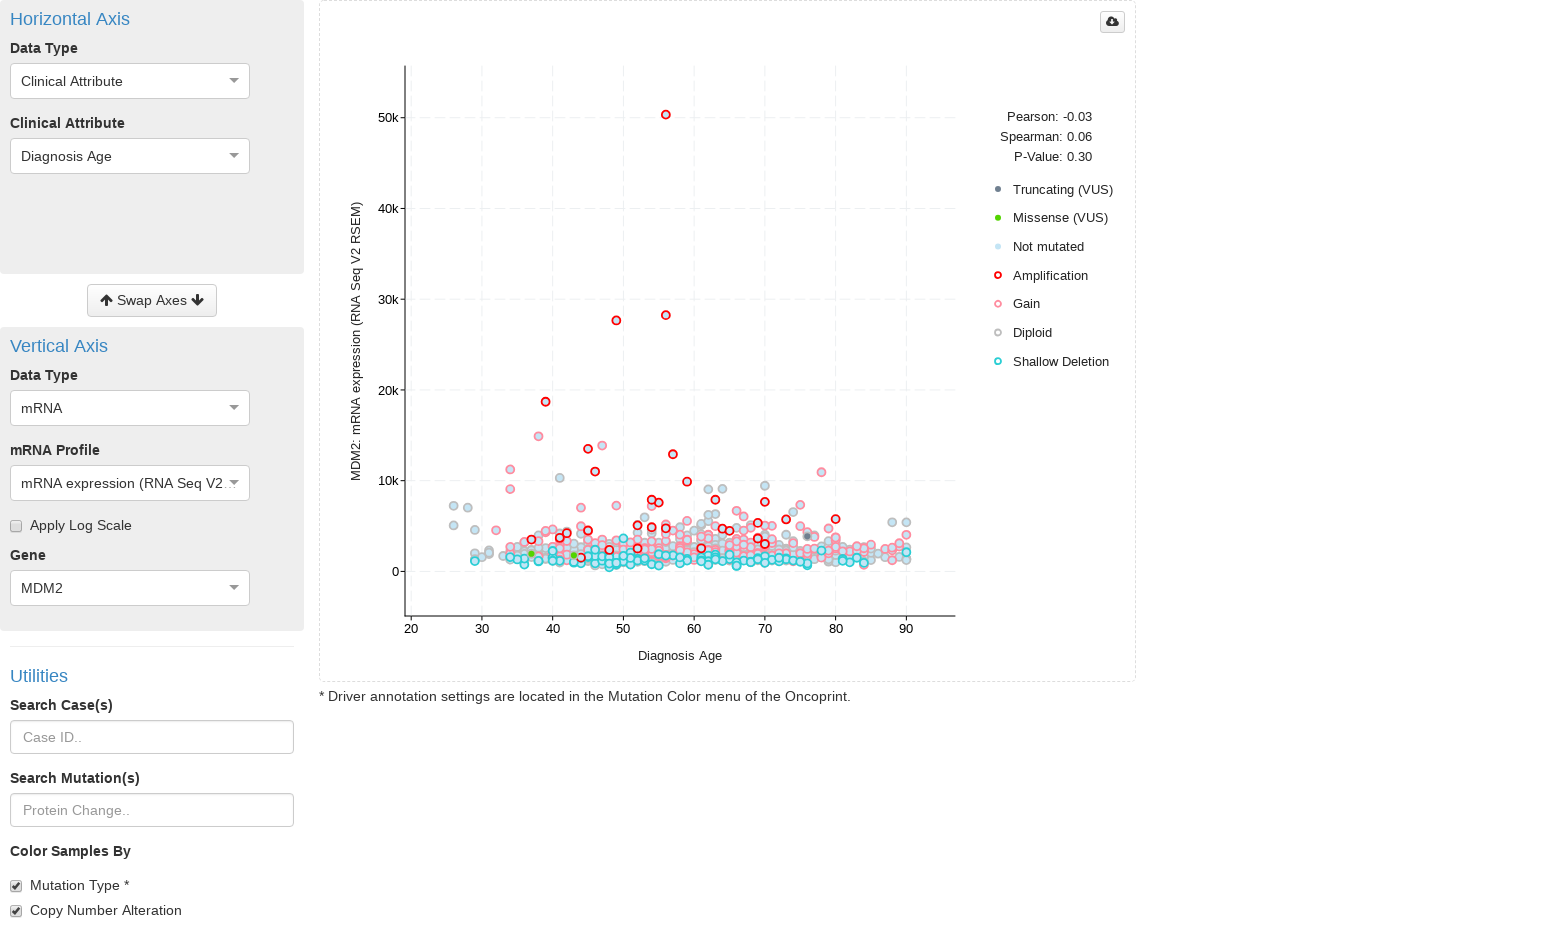 Horizontal Axis
Data Type
Clinical Attribute
Clinical Attribute
Diagnosis Age
Swap Axes
Vertical Axis
Data Type
mRNA
mRNA Profile
mRNA expression (RNA Seq V2...
Apply Log Scale
Gene
MDM2
Utilities
Search Case(s)
Case ID..
Search Mutation(s)
Protein Change..
Color Samples By
Mutation Type *
Copy Number Alteration
MDM2: mRNA expression (RNA Seq V2 RSEM)
50k
40k
30k
20k
10k
0
20 30 40 50 60 70 80 90
Diagnosis Age
Pearson: -0.03
Spearman: 0.06
P-Value: 0.30
Truncating (VUS)
Missense (VUS)
Not mutated
Amplification
Gain
Diploid
Shallow Deletion
* Driver annotation settings are located in the Mutation Color menu of the Oncoprint.